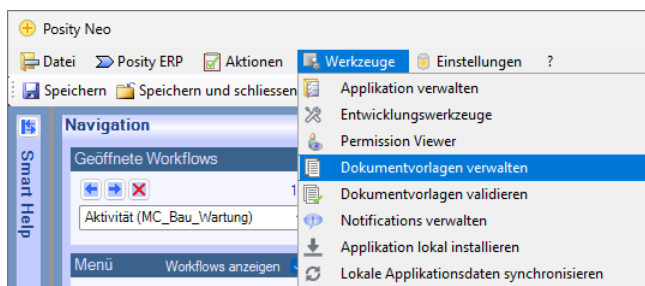 Posity Neo
Datei Posity ERP Aktionen Werkzeuge Einstellungen ?
Speichern Speichern und schliessen
Applikation verwalten
Entwicklungswerkzeuge
Permission Viewer
Dokumentvorlagen verwalten
Dokumentvorlagen validieren
Notifications verwalten
Applikation lokal installieren
Lokale Applikationsdaten synchronisieren
Smart Help
Navigation
Geöffnete Workflows
1
Aktivität (MC_Bau_Wartung)
Menü Workflows anzeigen